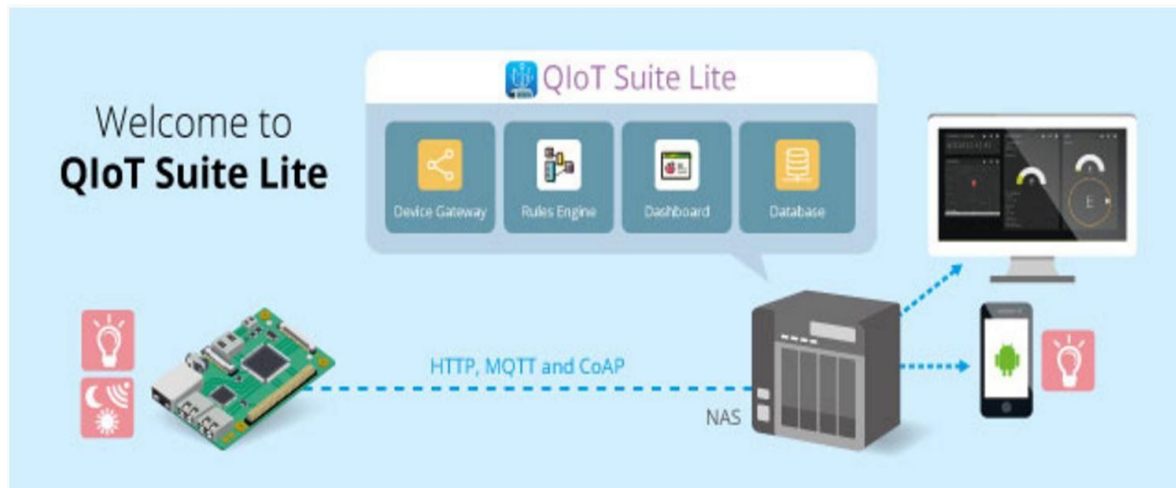 Welcome to
QIoT Suite Lite
QIoT Suite Lite
Device Gateway
Rules Engine
Dashboard
Database
HTTP, MQTT and CoAP
NAS
E